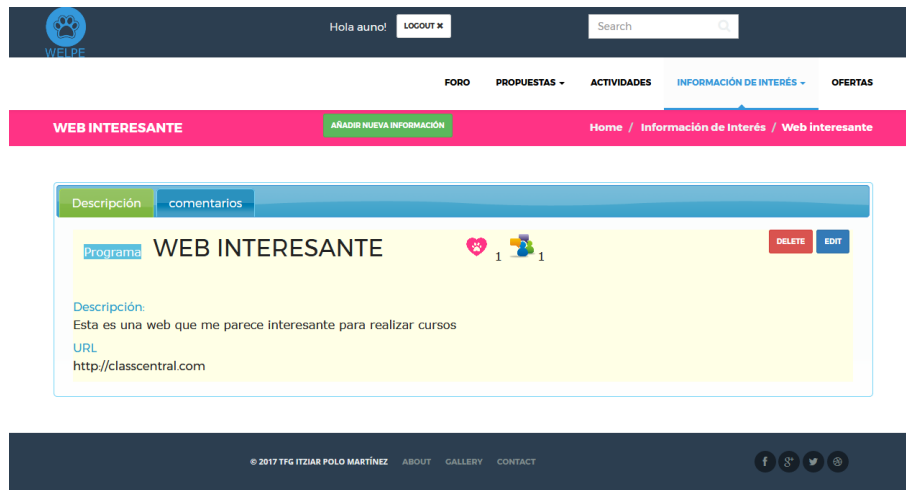 WELPE
Hola auno! LOGOUT ✖ Search
FORO PROPUESTAS ACTIVIDADES INFORMACIÓN DE INTERÉS OFERTAS
WEB INTERESANTE AÑADIR NUEVA INFORMACIÓN Home / Información de Interés / Web interesante
Descripción comentarios
Programa WEB INTERESANTE 1 1 DELETE EDIT
Descripción:
Esta es una web que me parece interesante para realizar cursos
URL
http://classcentral.com
© 2017 TFG ITZIAR POLO MARTÍNEZ ABOUT GALLERY CONTACT